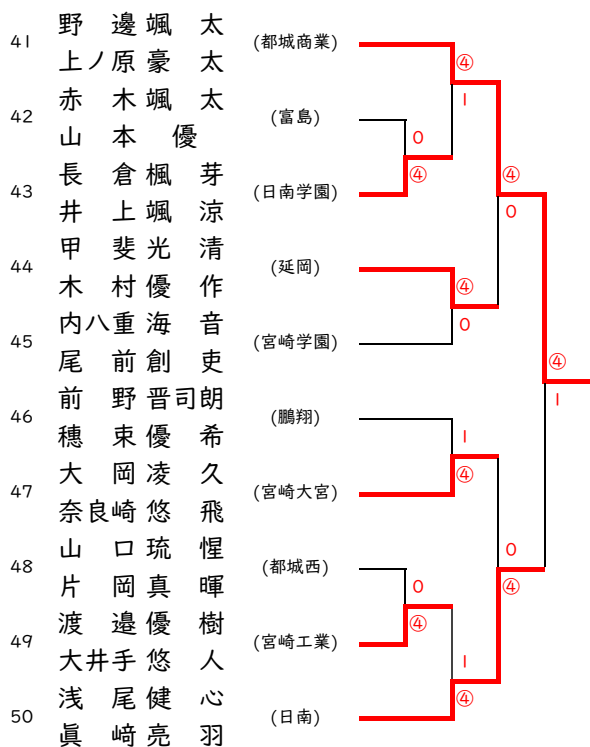 野邊颯太
41 (都城商業)
上ノ原豪太
④
赤木颯太
1
42 (富島)
山本優
0
④
④
長倉楓芽
43 (日南学園)
0
井上颯涼
甲斐光清
44 (延岡)
④
木村優作
0
内八重海音
45 (宮崎学園)
尾前創吏
④
1
前野晋司朗
46 (鵬翔)
1
穗束優希
④
大岡凌久
47 (宮崎大宮)
奈良崎悠飛
0
④
山口琉惺
48 (都城西)
片岡真暉
0
④
渡邉優樹
49 (宮崎工業)
1
大井手悠人
④
浅尾健心
50 (日南)
眞﨑亮羽